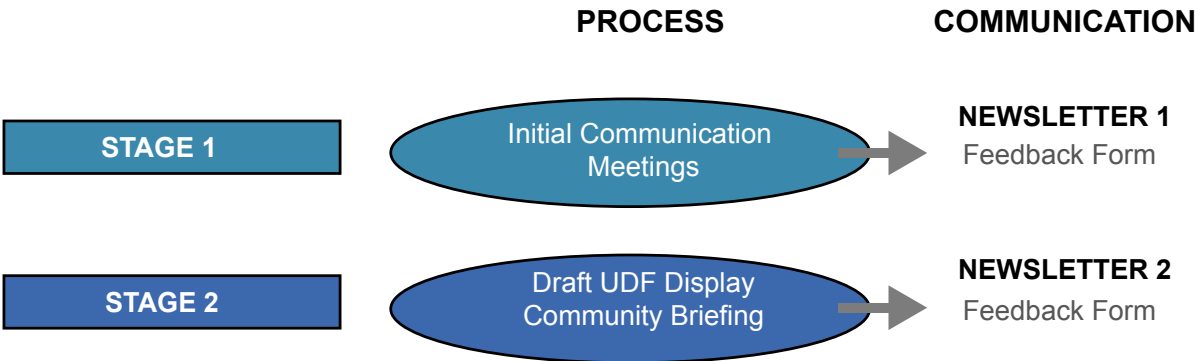 PROCESS
COMMUNICATION
STAGE 1
Initial Communication
Meetings
NEWSLETTER 1
Feedback Form
STAGE 2
Draft UDF Display
Community Briefing
NEWSLETTER 2
Feedback Form